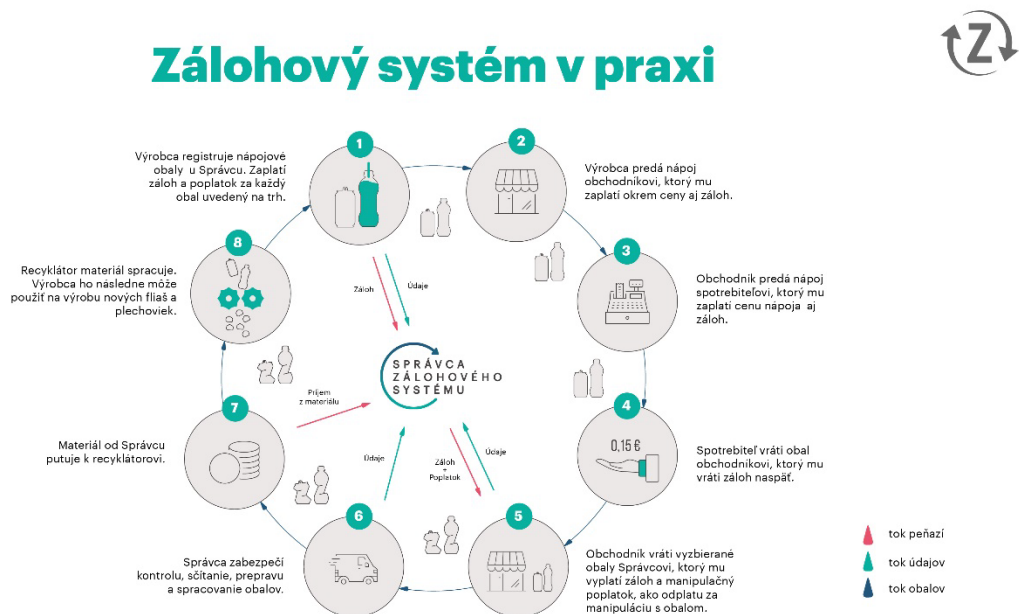 Z
Zálohový systém v praxi
1
Výrobca registruje nápojové
obaly u Správcu. Zaplatí
záloh a poplatok za každý
obal uvedený na trh.
2
Výrobca predá nápoj
obchodníkovi, ktorý mu
zaplatí okrem ceny aj záloh.
3
Obchodník predá nápoj
spotrebiteľovi, ktorý mu
zaplatí cenu nápoja aj
záloh.
4
0,15 €
Spotrebiteľ vráti obal
obchodníkovi, ktorý mu
vráti záloh naspäť.
5
Obchodník vráti vyzbierané
obaly Správcovi, ktorý mu
vyplatí záloh a manipulačný
poplatok, ako odplatu za
manipuláciu s obalom.
6
Správca zabezpečí
kontrolu, sčítanie, prepravu
a spracovanie obalov.
7
Materiál od Správcu
putuje k recyklátorovi.
8
Recyklátor materiál spracuje.
Výrobca ho následne môže
použiť na výrobu nových fliaš a
plechoviek.
Záloh
Údaje
SPRÁVCA
ZÁLOHOVÉHO
SYSTÉMU
Príjem
z materiálu
Údaje
Záloh
+
Poplatok
Údaje
tok peňazí
tok údajov
tok obalov